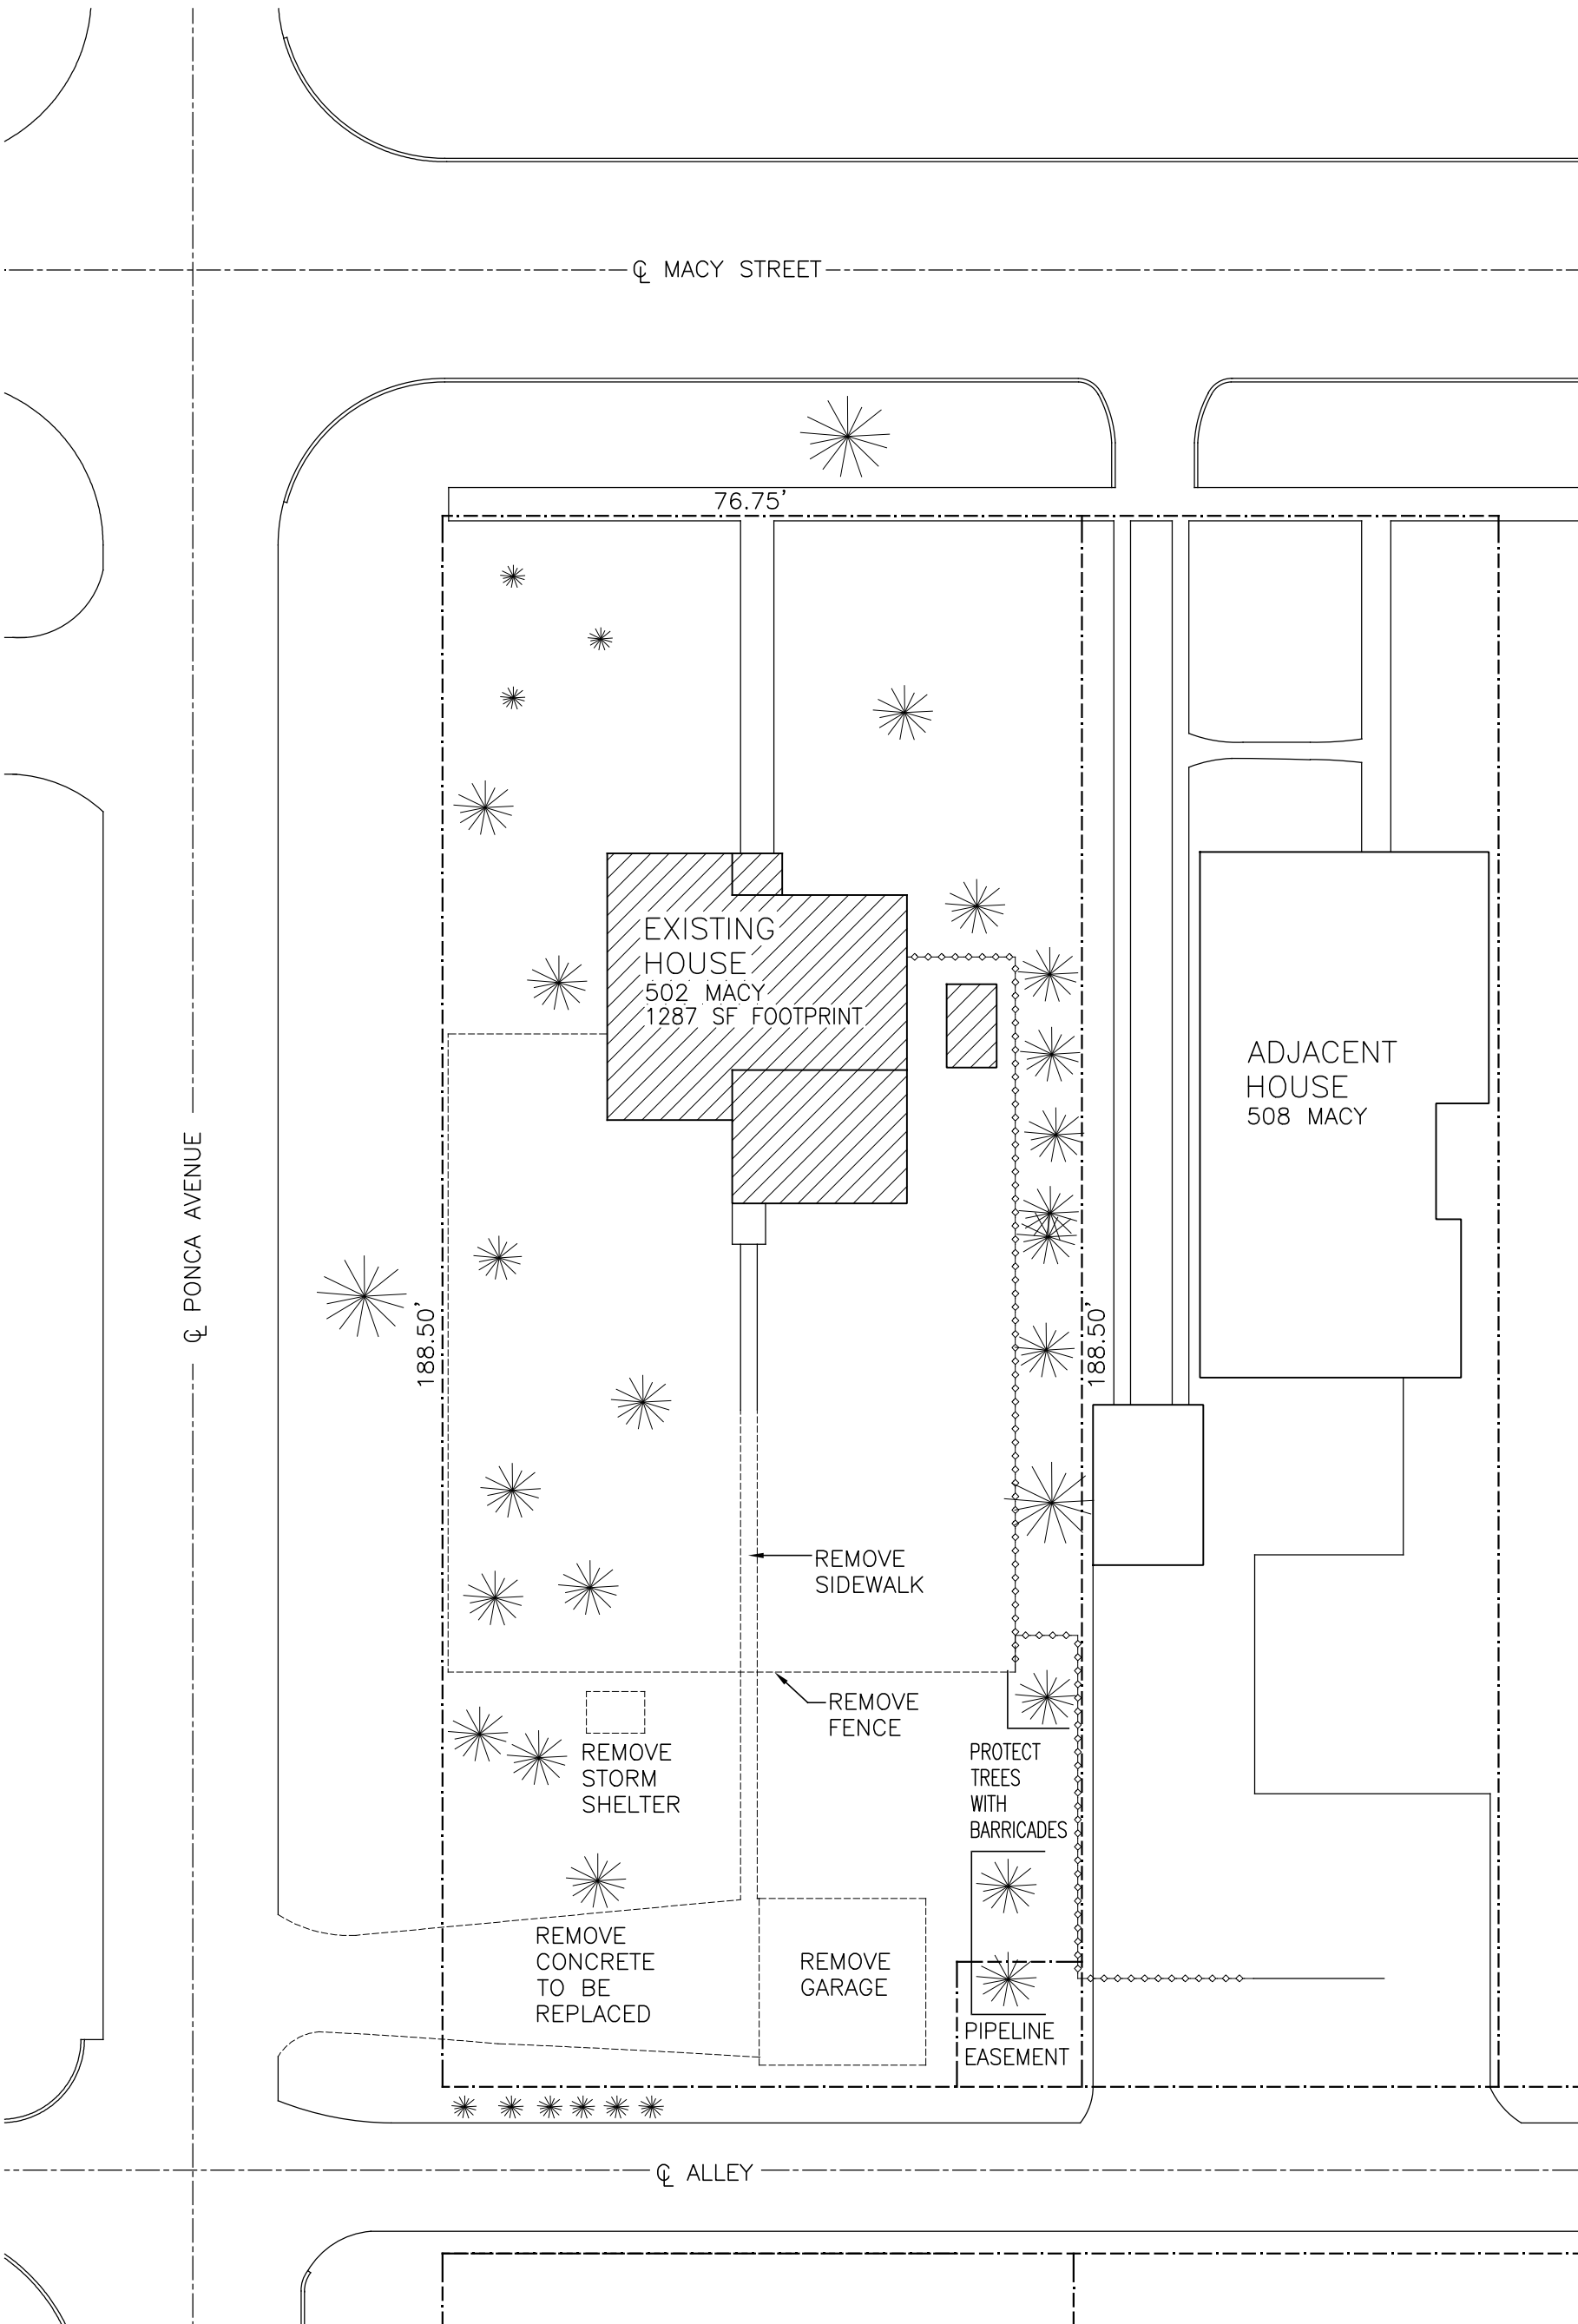 ℄ MACY STREET
76.75'
EXISTING
HOUSE
502 MACY
1287 SF FOOTPRINT
ADJACENT
HOUSE
508 MACY
℄ PONCA AVENUE
188.50'
188.50'
REMOVE
SIDEWALK
REMOVE
FENCE
REMOVE
STORM
SHELTER
PROTECT
TREES
WITH
BARRICADES
REMOVE
CONCRETE
TO BE
REPLACED
REMOVE
GARAGE
PIPELINE
EASEMENT
℄ ALLEY